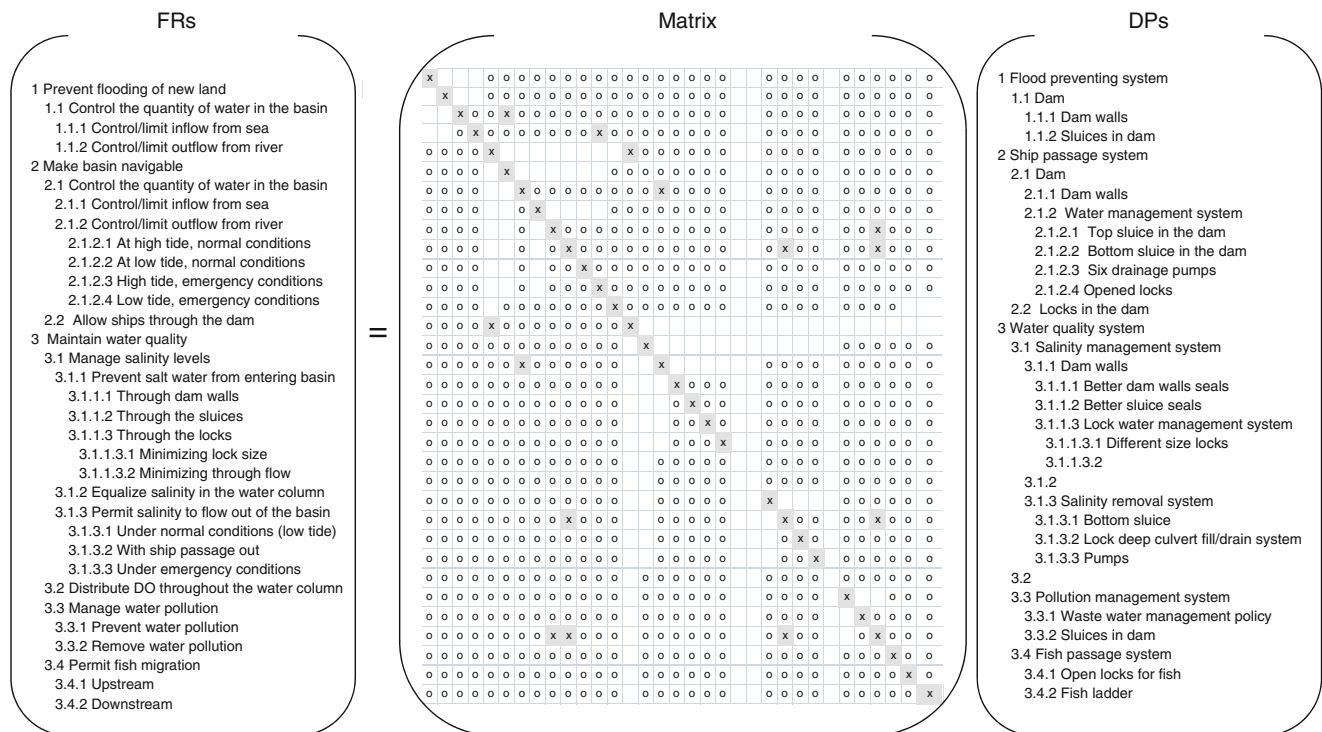 FRs
1 Prevent flooding of new land
1.1 Control the quantity of water in the basin
1.1.1 Control/limit inflow from sea
1.1.2 Control/limit outflow from river
2 Make basin navigable
2.1 Control the quantity of water in the basin
2.1.1 Control/limit inflow from sea
2.1.2 Control/limit outflow from river
2.1.2.1 At high tide, normal conditions
2.1.2.2 At low tide, normal conditions
2.1.2.3 High tide, emergency conditions
2.1.2.4 Low tide, emergency conditions
2.2 Allow ships through the dam
3 Maintain water quality
3.1 Manage salinity levels
3.1.1 Prevent salt water from entering basin
3.1.1.1 Through dam walls
3.1.1.2 Through the sluices
3.1.1.3 Through the locks
3.1.1.3.1 Minimizing lock size
3.1.1.3.2 Minimizing through flow
3.1.2 Equalize salinity in the water column
3.1.3 Permit salinity to flow out of the basin
3.1.3.1 Under normal conditions (low tide)
3.1.3.2 With ship passage out
3.1.3.3 Under emergency conditions
3.2 Distribute DO throughout the water column
3.3 Manage water pollution
3.3.1 Prevent water pollution
3.3.2 Remove water pollution
3.4 Permit fish migration
3.4.1 Upstream
3.4.2 Downstream
=
Matrix
DPs
1 Flood preventing system
1.1 Dam
1.1.1 Dam walls
1.1.2 Sluices in dam
2 Ship passage system
2.1 Dam
2.1.1 Dam walls
2.1.2 Water management system
2.1.2.1 Top sluice in the dam
2.1.2.2 Bottom sluice in the dam
2.1.2.3 Six drainage pumps
2.1.2.4 Opened locks
2.2 Locks in the dam
3 Water quality system
3.1 Salinity management system
3.1.1 Dam walls
3.1.1.1 Better dam walls seals
3.1.1.2 Better sluice seals
3.1.1.3 Lock water management system
3.1.1.3.1 Different size locks
3.1.1.3.2
3.1.2
3.1.3 Salinity removal system
3.1.3.1 Bottom sluice
3.1.3.2 Lock deep culvert fill/drain system
3.1.3.3 Pumps
3.2
3.3 Pollution management system
3.3.1 Waste water management policy
3.3.2 Sluices in dam
3.4 Fish passage system
3.4.1 Open locks for fish
3.4.2 Fish ladder